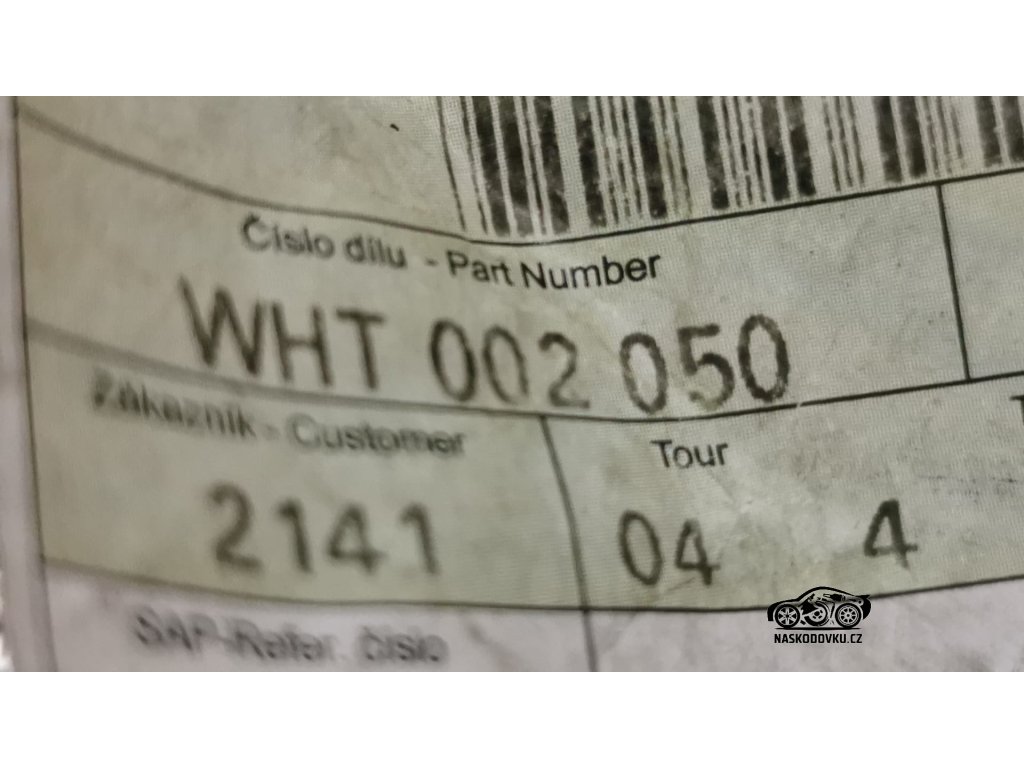 Číslo dílu - Part Number
WHT 002 050
Zákazník - Customer
Tour
2141
04 4
SAP-Refer. číslo
NASKODOVKU.CZ